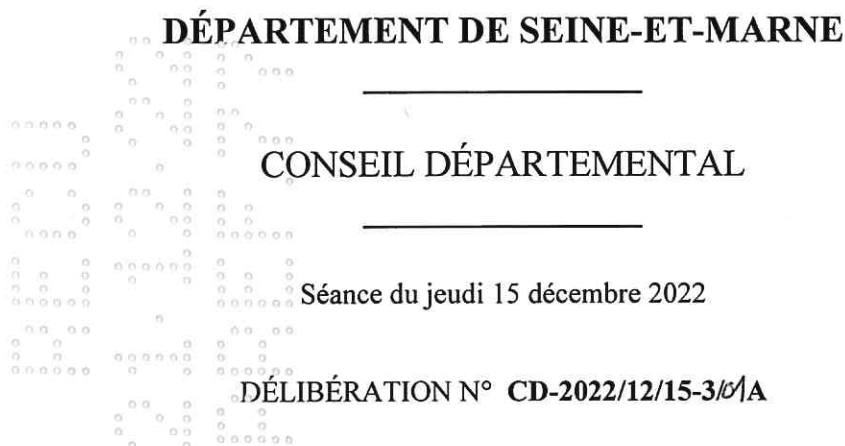 DÉPARTEMENT DE SEINE-ET-MARNE
CONSEIL DÉPARTEMENTAL
Séance du jeudi 15 décembre 2022
DÉLIBÉRATION N° CD-2022/12/15-3/01A